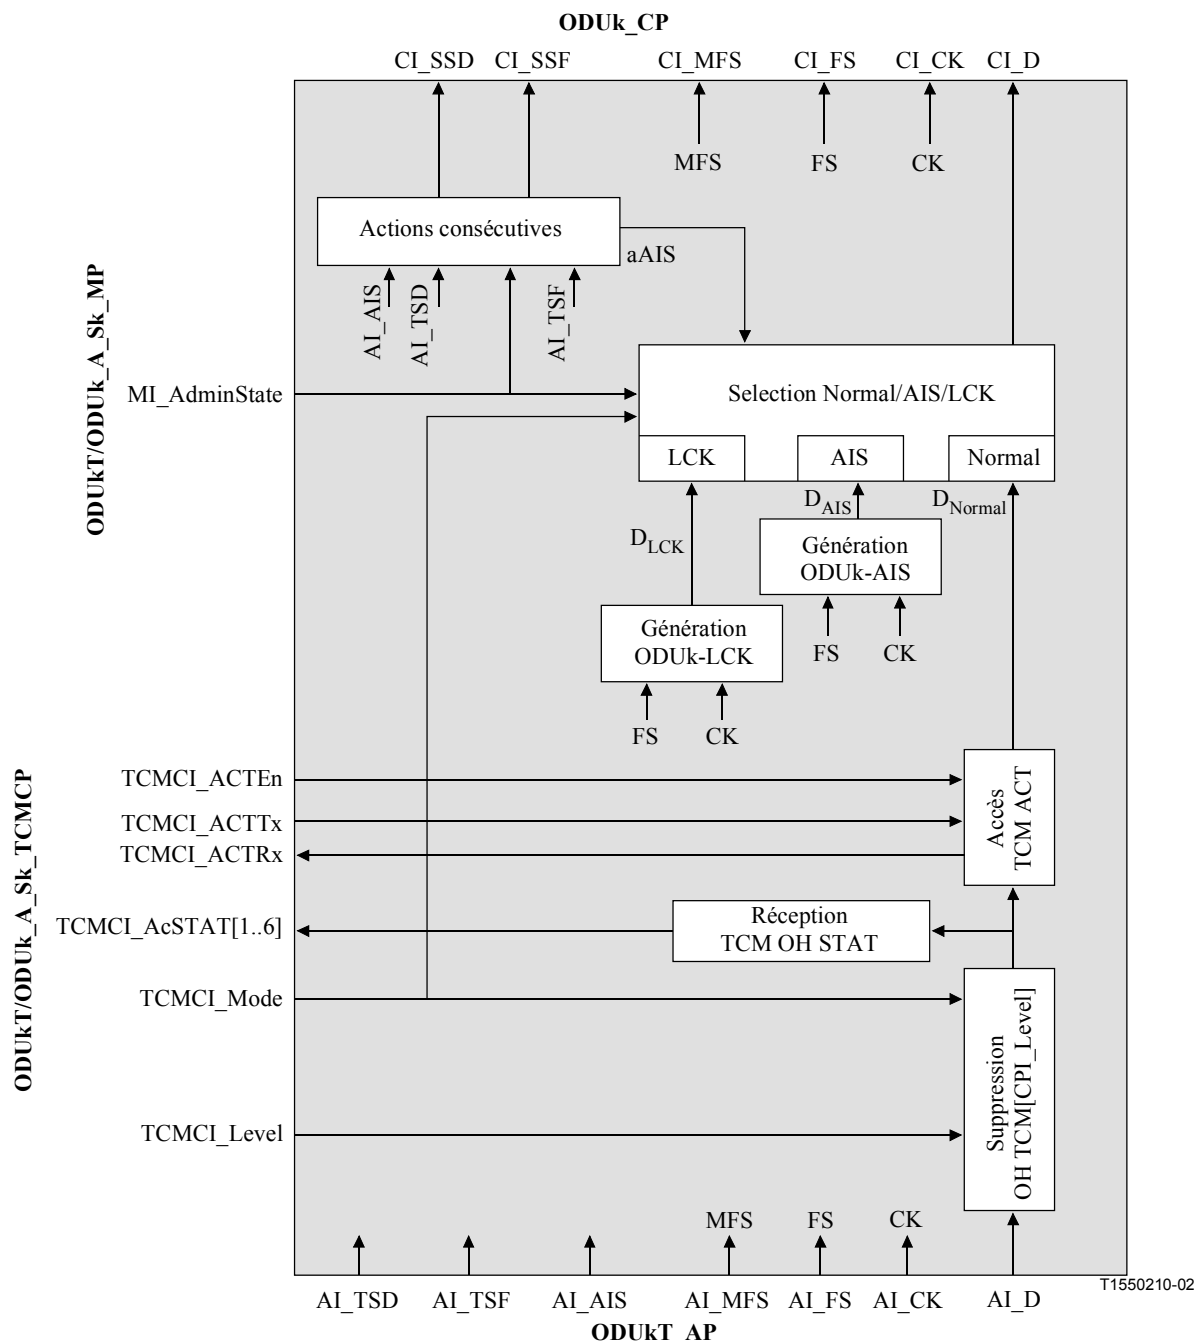 ODUk_CP
CI_SSD CI_SSF CI_MFS CI_FS CI_CK CI_D
MFS FS CK
Actions consécutives
aAIS
AI_AIS
AI_TSD
AI_TSF
ODUkT/ODUk_A_Sk_MP
MI_AdminState
Selection Normal/AIS/LCK
LCK AIS Normal
D_LCK
D_AIS
D_Normal
Génération
ODUk-AIS
FS CK
Génération
ODUk-LCK
FS CK
ODUkT/ODUk_A_Sk_TCMCP
TCMCI_ACTEn
TCMCI_ACTTx
TCMCI_ACTRx
Accès
TCM ACT
TCMCI_AcSTAT[1..6]
Réception
TCM OH STAT
TCMCI_Mode
TCMCI_Level
Suppression
OH TCM[CPI_Level]
MFS FS CK
AI_TSD AI_TSF AI_AIS AI_MFS AI_FS AI_CK AI_D
T1550210-02
ODUkT_AP